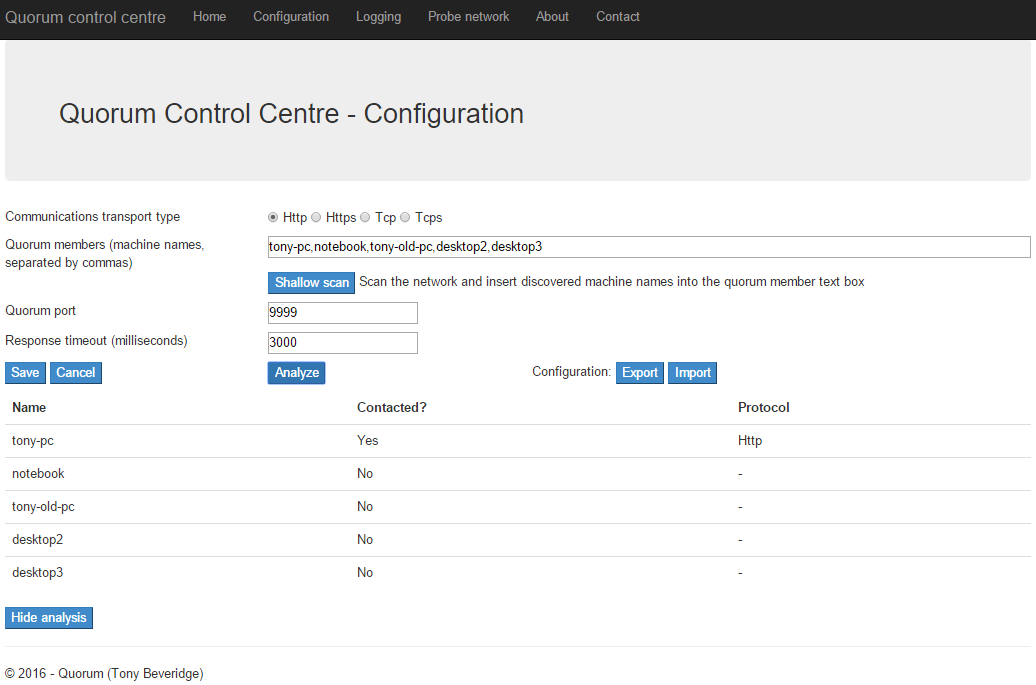 Quorum control centre Home Configuration Logging Probe network About Contact
Quorum Control Centre - Configuration
Communications transport type Http Https Tcp Tcps
Quorum members (machine names,
separated by commas)
tony-pc,notebook,tony-old-pc,desktop2,desktop3
Shallow scan Scan the network and insert discovered machine names into the quorum member text box
Quorum port 9999
Response timeout (milliseconds) 3000
Save Cancel Analyze Configuration: Export Import
Name Contacted? Protocol
tony-pc Yes Http
notebook No -
tony-old-pc No -
desktop2 No -
desktop3 No -
Hide analysis
© 2016 - Quorum (Tony Beveridge)